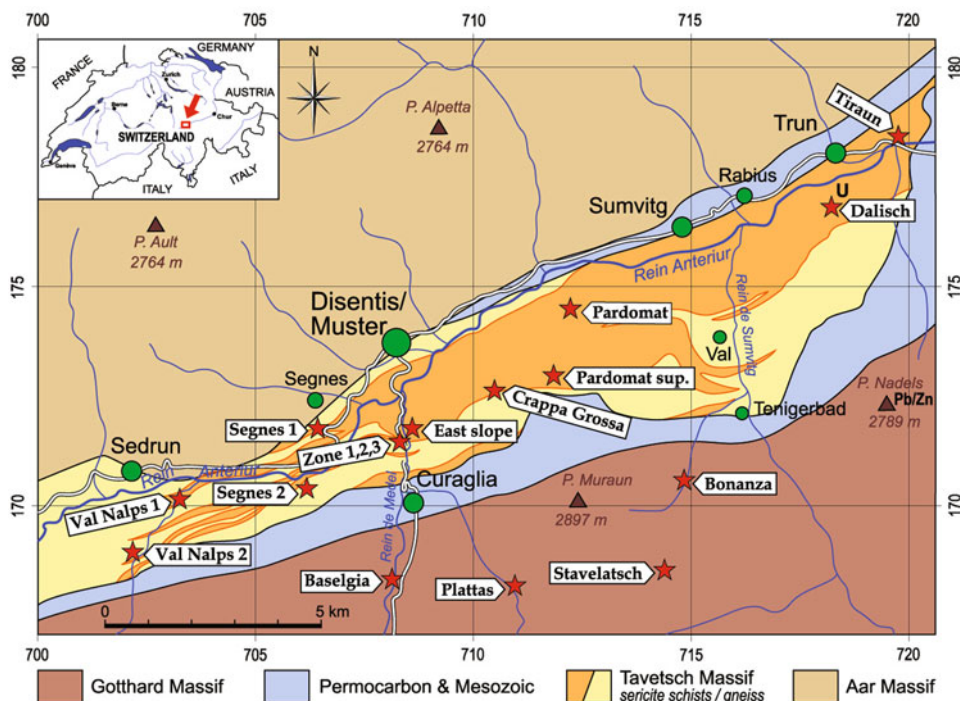 700
705
710
715
720
180
180
175
175
170
170
700
705
710
715
720
GERMANY
FRANCE
Zurich
AUSTRIA
Berne
Chur
SWITZERLAND
Genève
ITALY
ITALY
N
P. Alpetta
2764 m
P. Ault
2764 m
Tiraun
Trun
Rabius
U
Dalisch
Sumvitg
Rein Anteriur
Rein de Sumvitg
Disentis/
Muster
Pardomat
Val
Segnes
Pardomat sup.
P. Nadels
Pb/Zn
2789 m
Crappa Grossa
Tenigerbad
Segnes 1
East slope
Zone 1,2,3
Sedrun
Rein Anteriur
Segnes 2
Curaglia
P. Muraun
2897 m
Bonanza
Val Nalps 1
Val Nalps 2
Rein de Medel
Baselgia
Plattas
Stavelatsch
0
5 km
Gotthard Massif
Permocarbon & Mesozoic
Tavetsch Massif
sericite schists / gneiss
Aar Massif